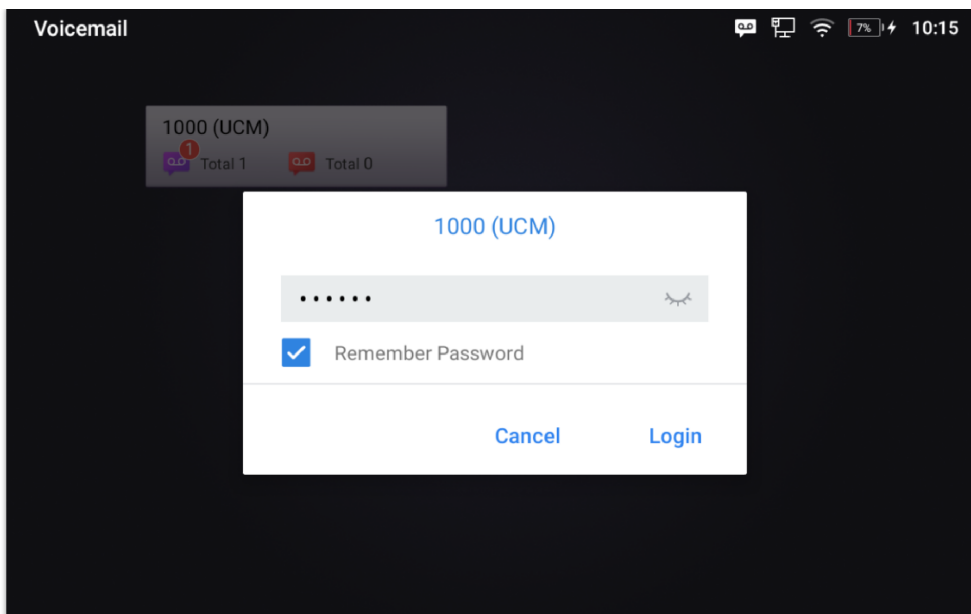 Voicemail
7% 10:15
1000 (UCM)
1
Total 1 Total 0
1000 (UCM)
••••••
Remember Password
Cancel Login